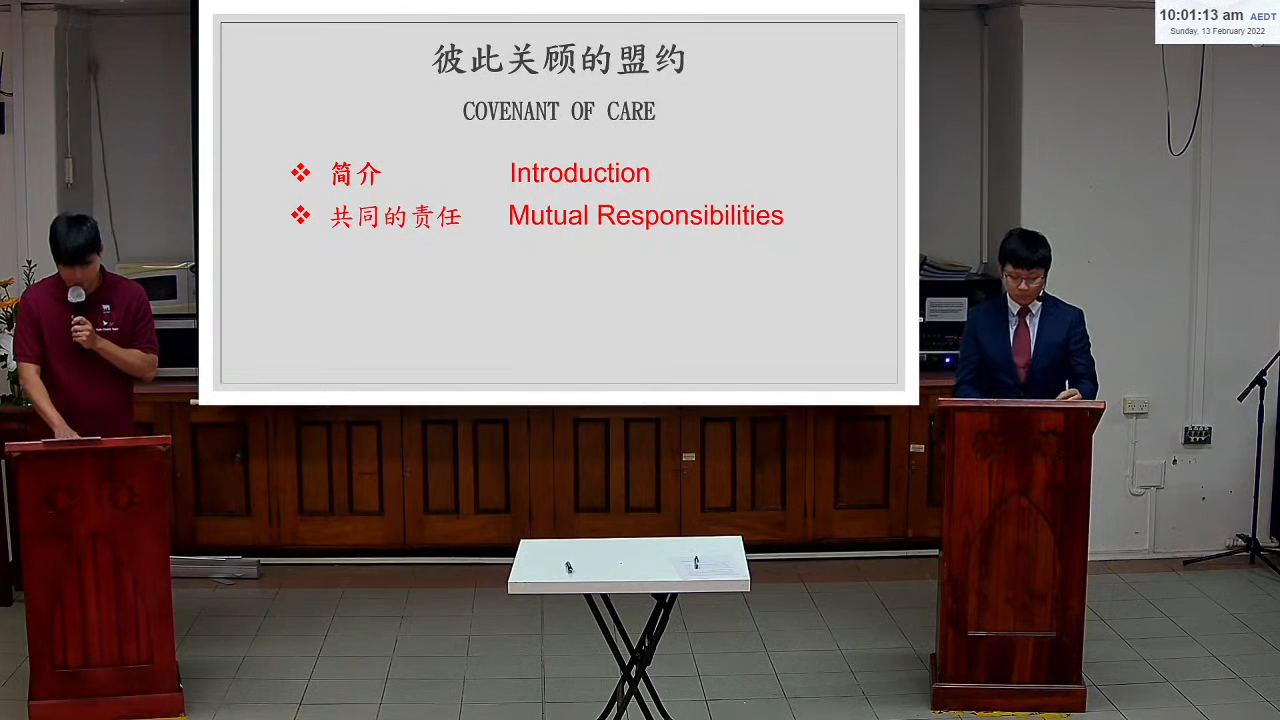 10:01:13 am AEDT
Sunday, 13 February 2022
彼此关顾的盟约
COVENANT OF CARE
❖ 简介 Introduction
❖ 共同的责任 Mutual Responsibilities